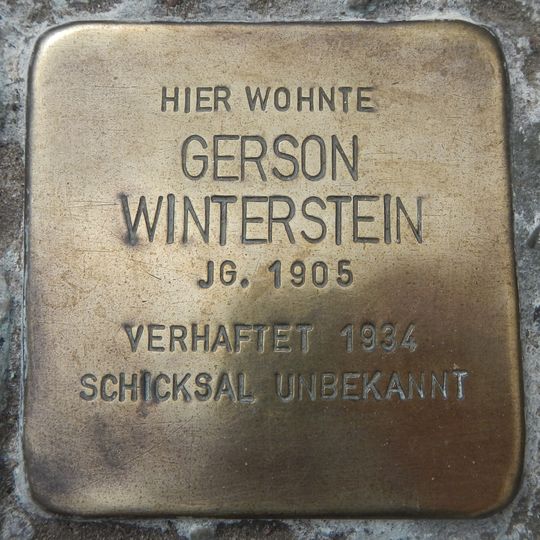 HIER WOHNTE
GERSON
WINTERSTEIN
JG. 1905
VERHAFTET 1934
SCHICKSAL UNBEKANNT